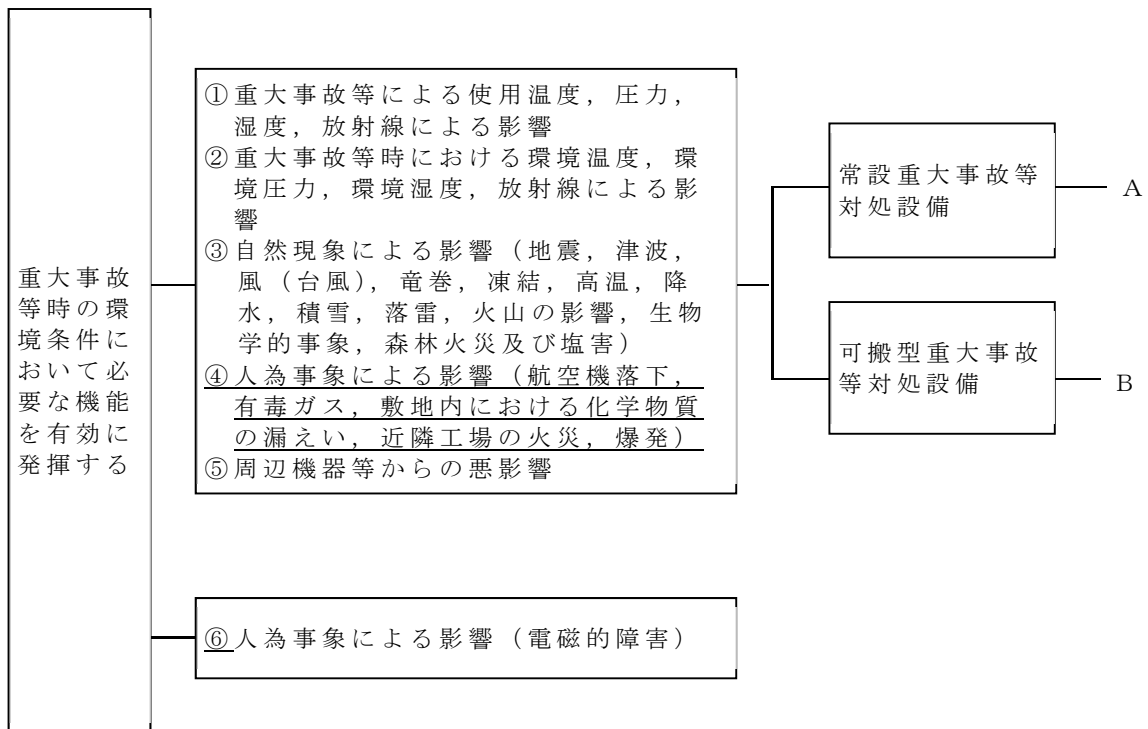 重大事故
等時の環
境条件に
おいて必
要な機能
を有効に
発揮する
①重大事故等による使用温度，圧力，
湿度，放射線による影響
②重大事故等時における環境温度，環
境圧力，環境湿度，放射線による影
響
③自然現象による影響（地震，津波，
風（台風），竜巻，凍結，高温，降
水，積雪，落雷，火山の影響，生物
学的事象，森林火災及び塩害）
④人為事象による影響（航空機落下，
有毒ガス，敷地内における化学物質
の漏えい，近隣工場の火災，爆発）
⑤周辺機器等からの悪影響
⑥人為事象による影響（電磁的障害）
常設重大事故等
対処設備
A
可搬型重大事故
等対処設備
B